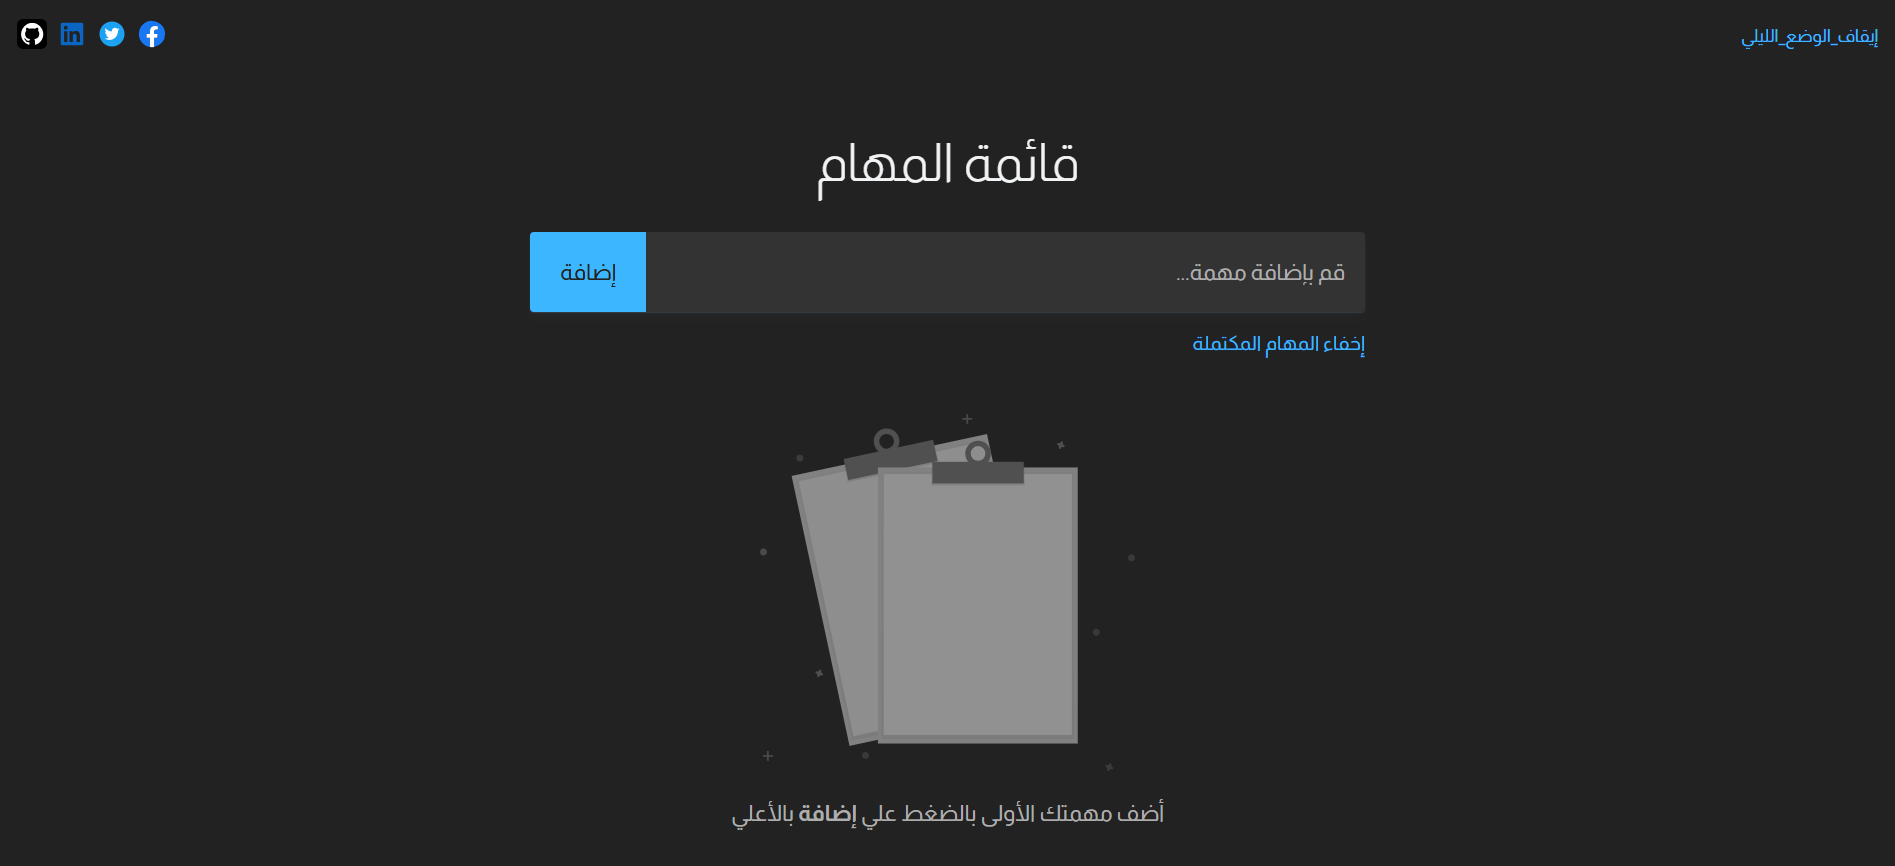 إيقاف_الوضع_الليلي
قائمة المهام
قم بإضافة مهمة...
إضافة
إخفاء المهام المكتملة
أضف مهمتك الأولى بالضغط علي إضافة بالأعلي